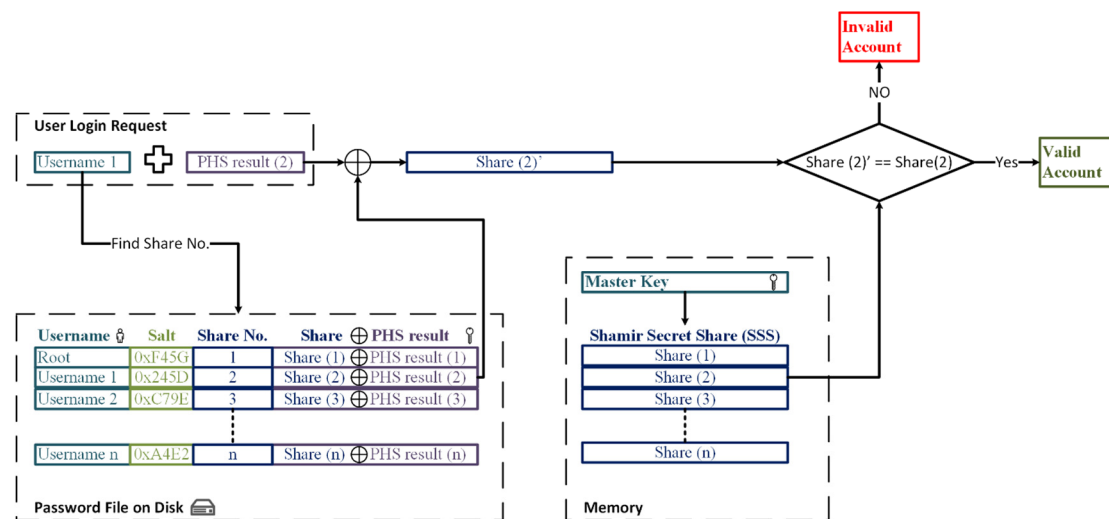 Invalid
Account
NO
User Login Request
Username 1
PHS result (2)
Share (2)'
Share (2)' == Share(2)
Yes
Valid
Account
Find Share No.
Master Key
Username Salt Share No. Share ⊕ PHS result
Root 0xF45G 1 Share (1) ⊕ PHS result (1)
Username 1 0x245D 2 Share (2) ⊕ PHS result (2)
Username 2 0xC79E 3 Share (3) ⊕ PHS result (3)
Username n 0xA4E2 n Share (n) ⊕ PHS result (n)
Password File on Disk
Shamir Secret Share (SSS)
Share (1)
Share (2)
Share (3)
Share (n)
Memory